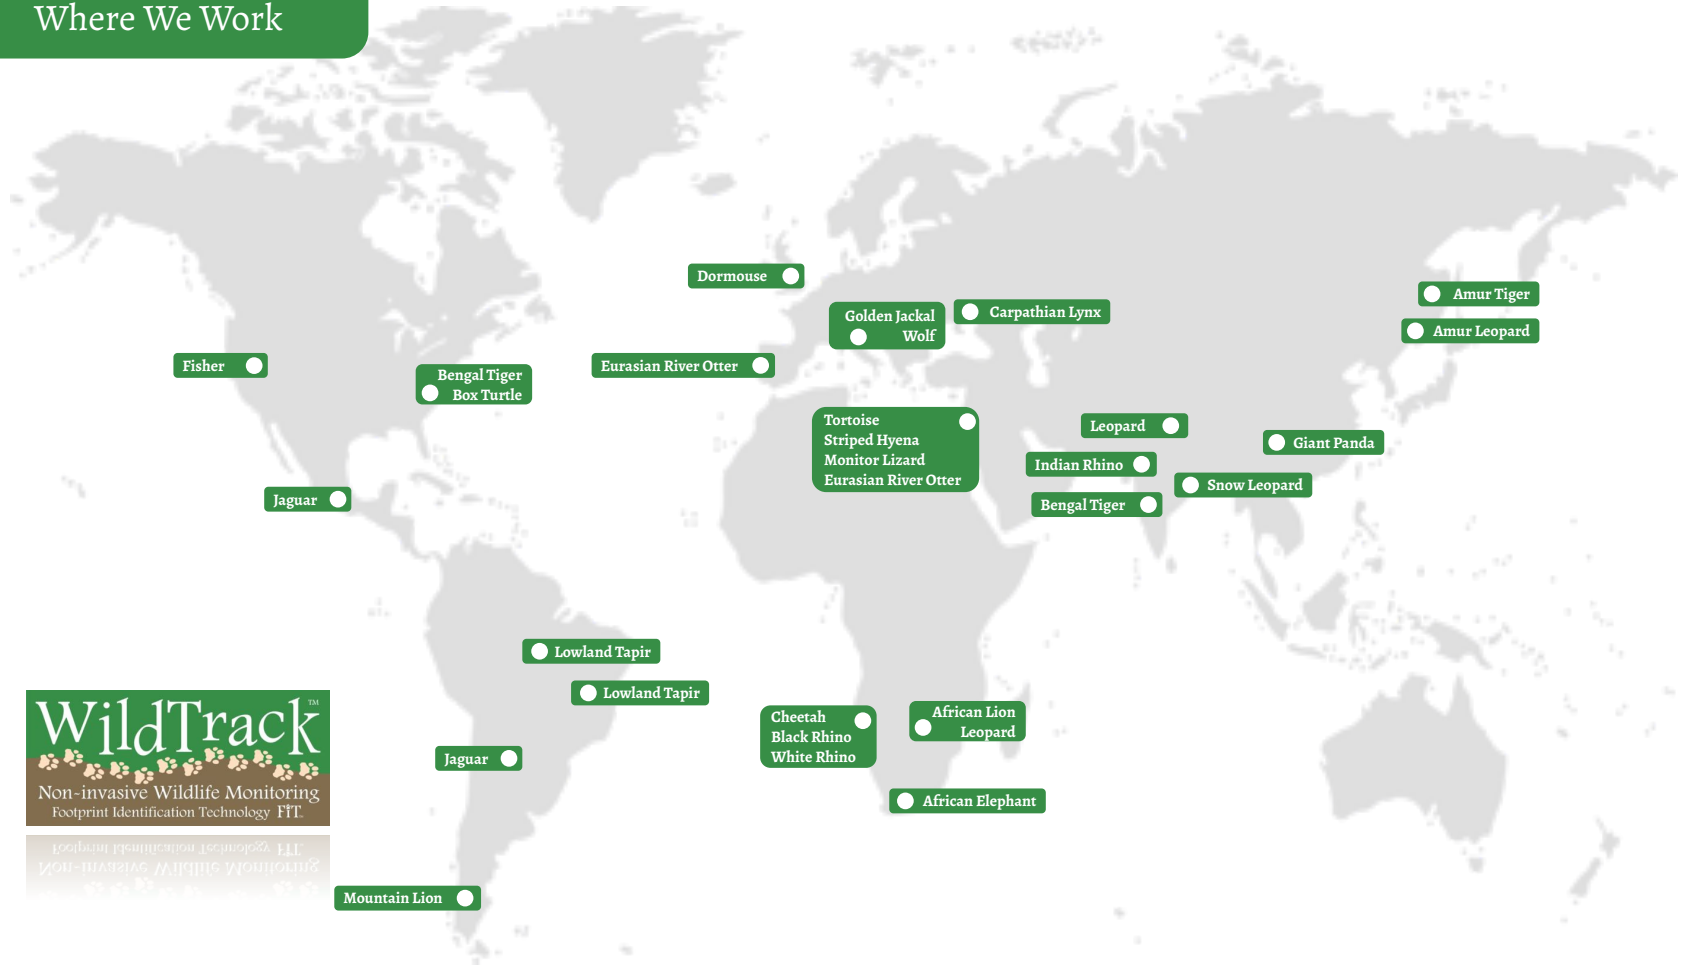 Where We Work
Dormouse
Amur Tiger
Golden Jackal
Wolf
Carpathian Lynx
Amur Leopard
Fisher
Bengal Tiger
Box Turtle
Eurasian River Otter
Tortoise
Striped Hyena
Monitor Lizard
Eurasian River Otter
Leopard
Giant Panda
Indian Rhino
Snow Leopard
Jaguar
Bengal Tiger
Lowland Tapir
Lowland Tapir
WildTrack™
Non-invasive Wildlife Monitoring
Footprint Identification Technology FIT™
Cheetah
Black Rhino
White Rhino
African Lion
Leopard
Jaguar
African Elephant
Mountain Lion